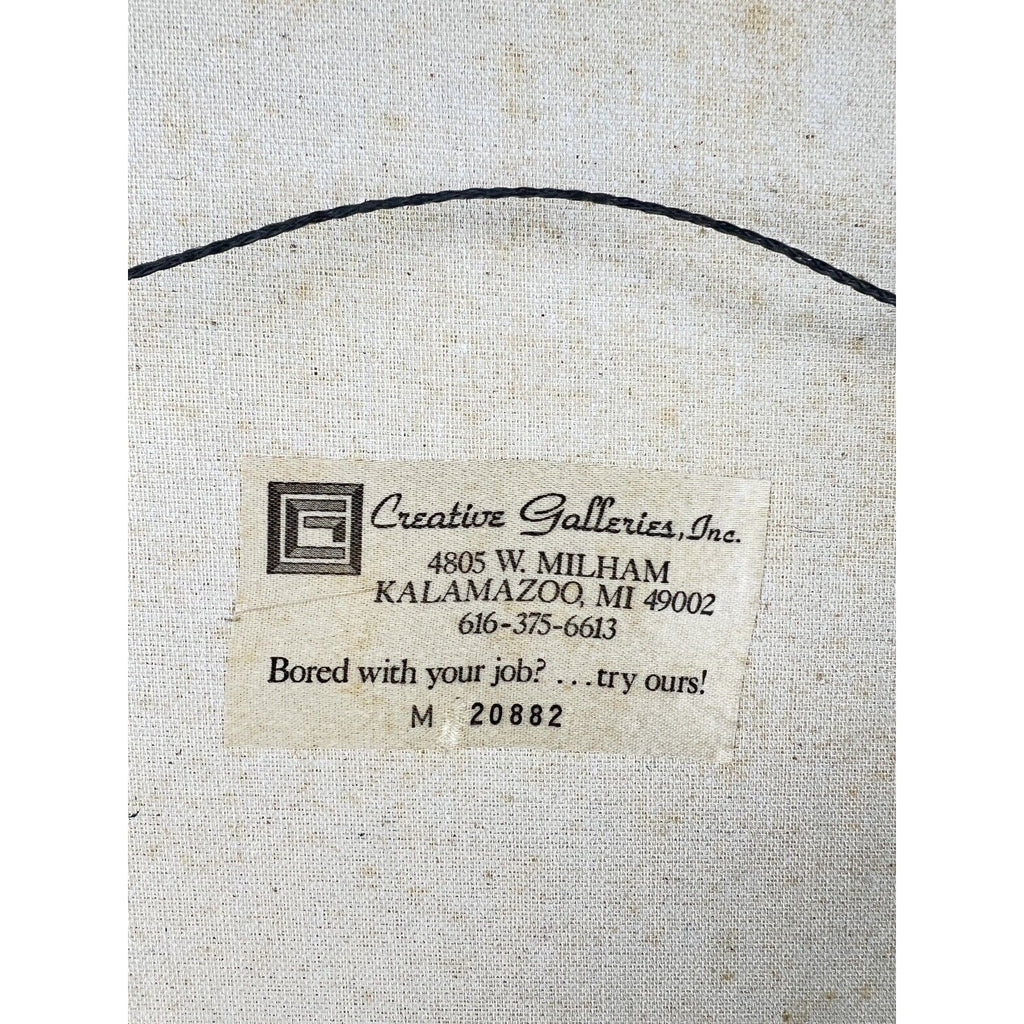 Creative Galleries, Inc.
4805 W. MILHAM
KALAMAZOO, MI 49002
616-375-6613
Bored with your job? ...try ours!
M 20882